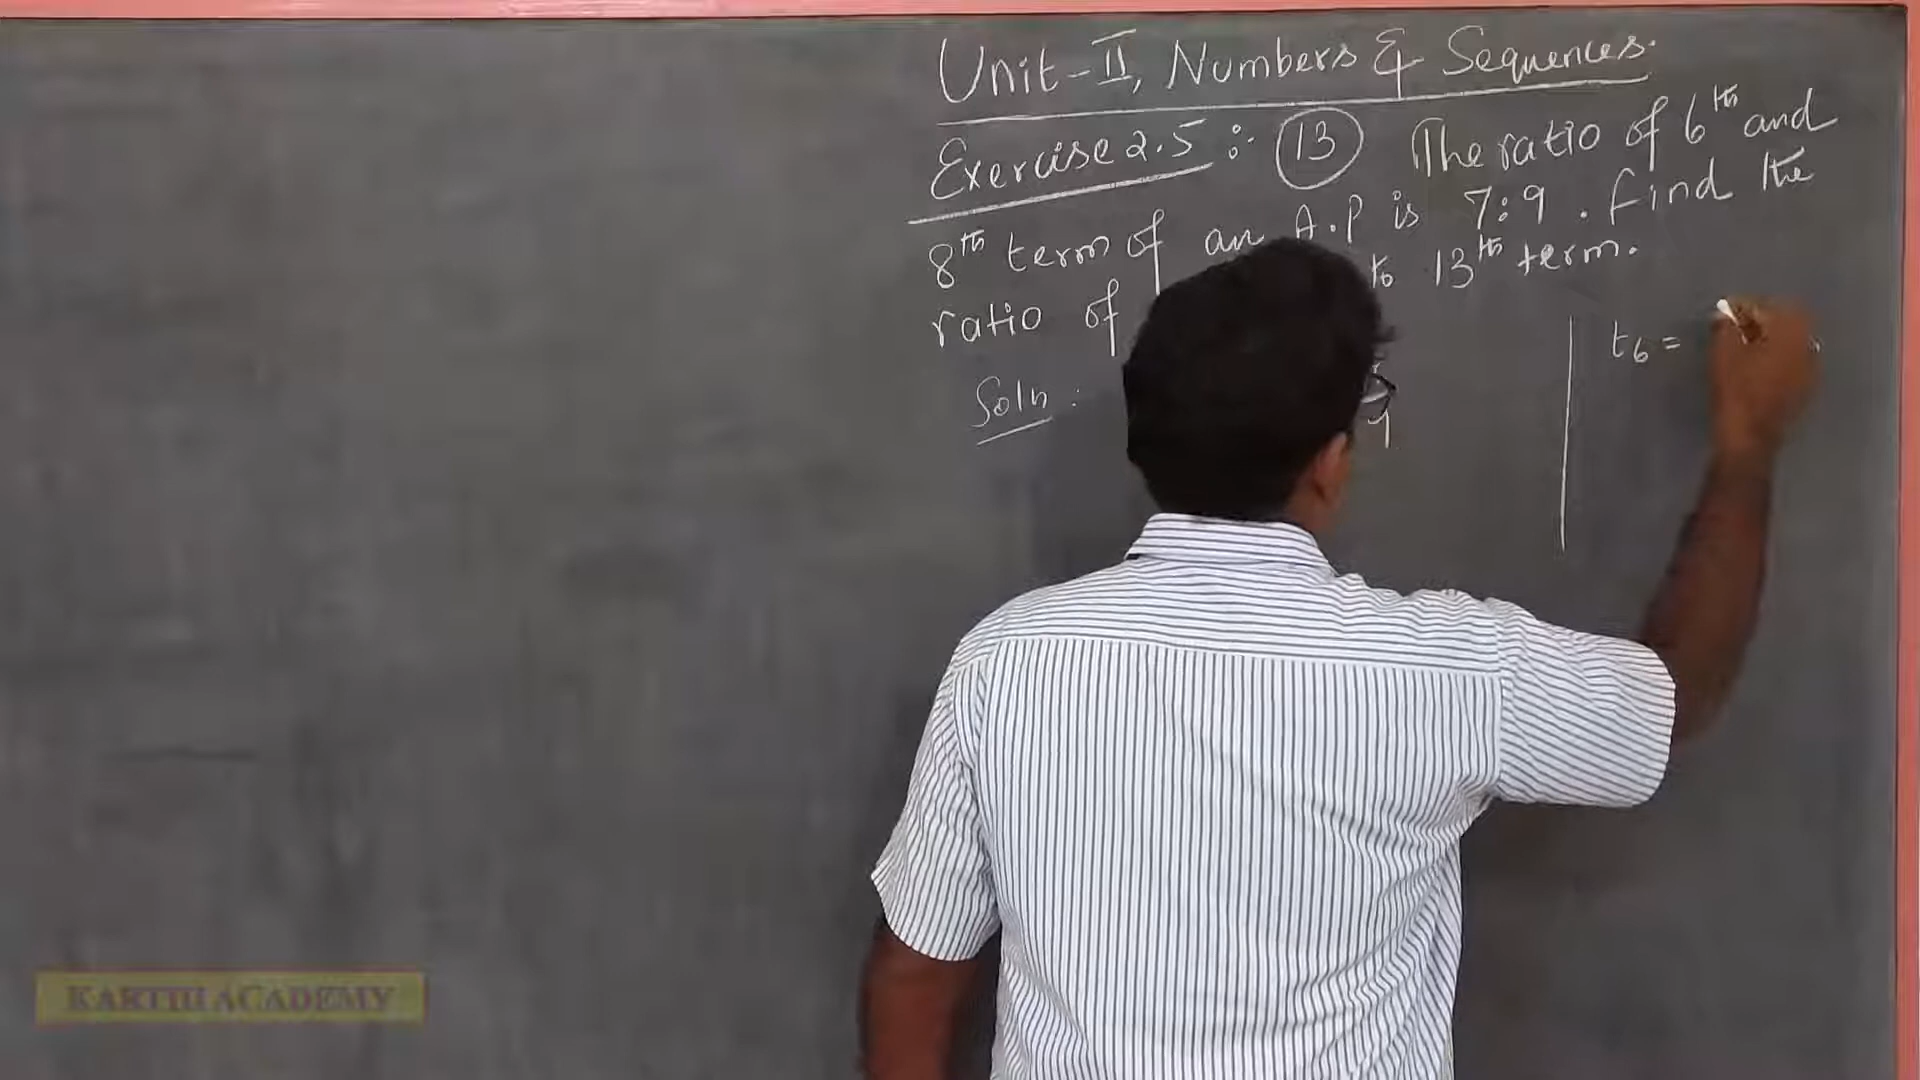 Unit-II, Numbers & Sequences.
Exercise 2.5 :- 13 The ratio of 6th and
8th term of an A.P is 7:9 . Find the
ratio of to 13th term.
Soln :
9
t6 =
KARTHI ACADEMY